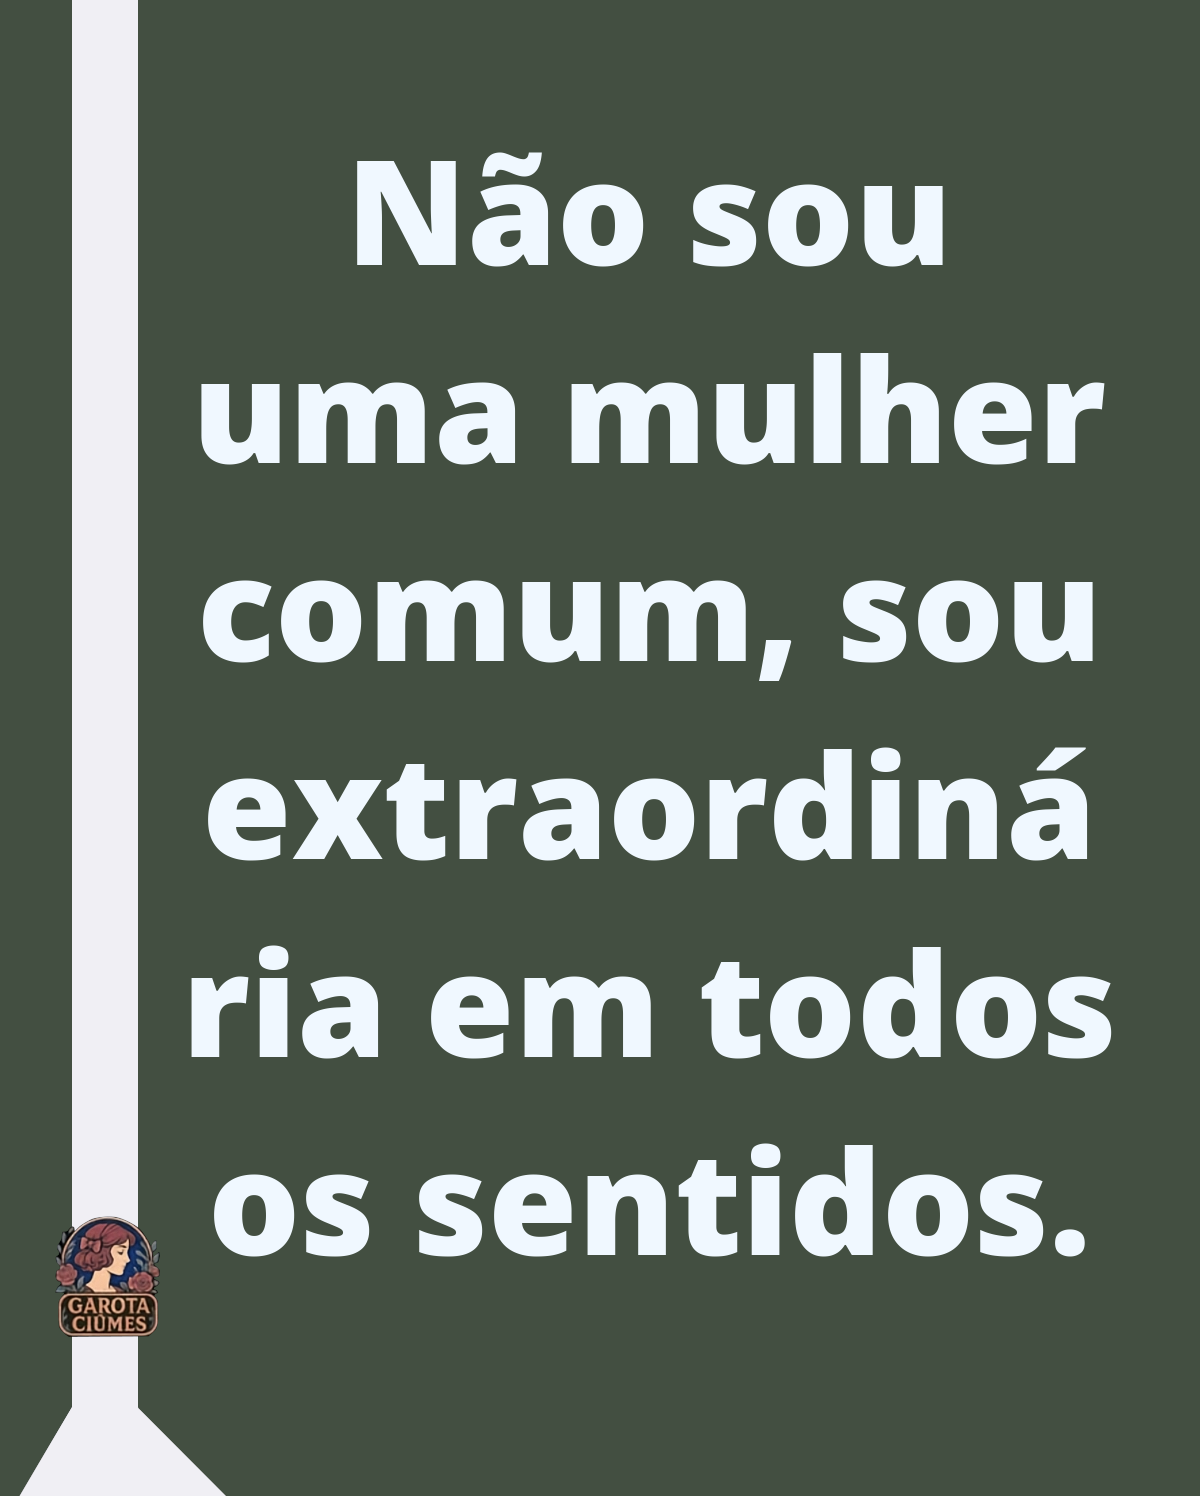 Não sou
uma mulher
comum, sou
extraordiná
ria em todos
os sentidos.
GAROTA
CIÚMES